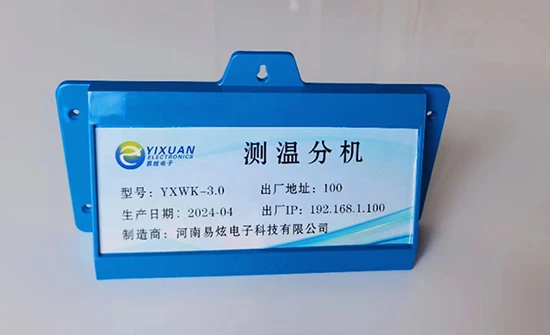 YIXUAN
ELECTRONICS
易炫电子
测温分机
型号: YXWK-3.0 出厂地址: 100
生产日期: 2024-04 出厂IP: 192.168.1.100
制造商: 河南易炫电子科技有限公司